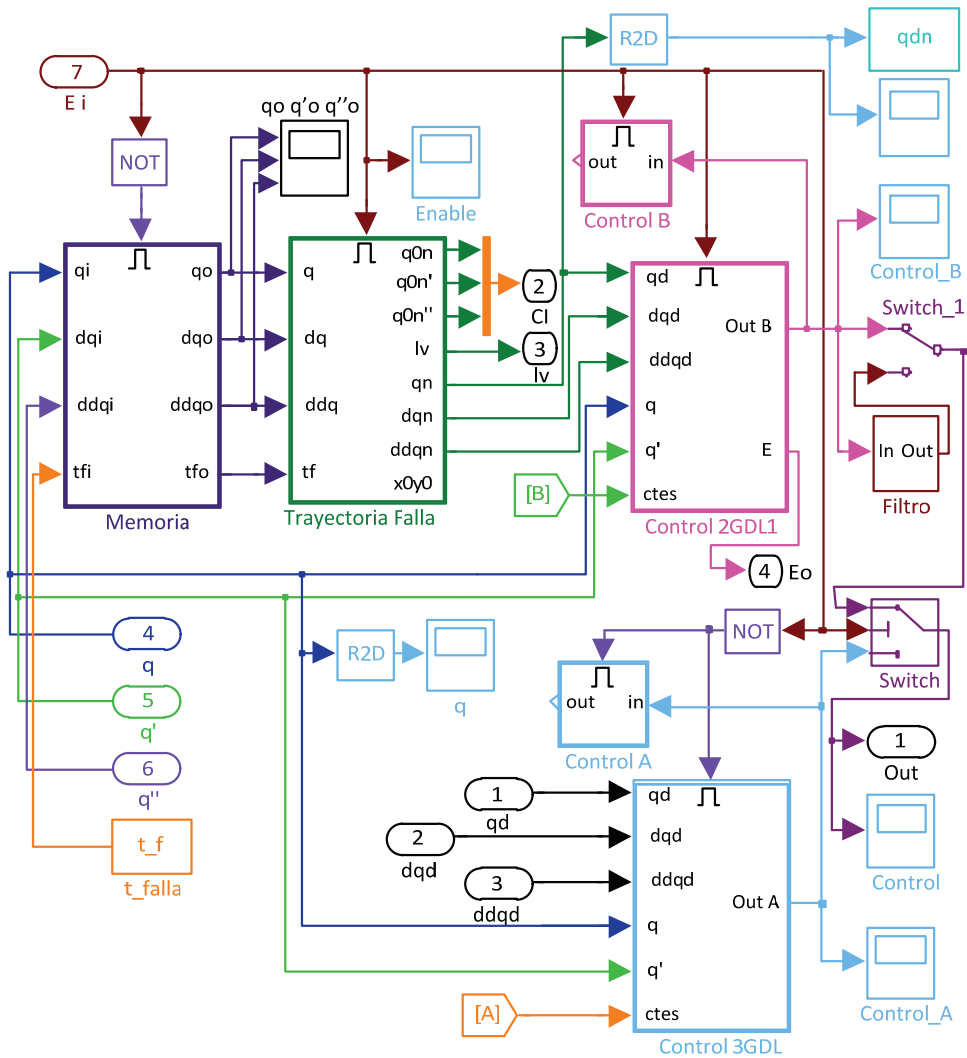 R2D
qdn
7
E i
qo q'o q''o
NOT
out
in
Control B
Enable
Control_B
qi
dqi
ddqi
tfi
qo
dqo
ddqo
tfo
Memoria
q
dq
ddq
tf
q0n
q0n'
q0n''
lv
qn
dqn
ddqn
x0y0
Trayectoria Falla
2
CI
3
lv
qd
dqd
ddqd
q
q'
ctes
Out B
E
Control 2GDL1
Switch_1
In Out
Filtro
[B]
4
Eo
4
q
5
q'
6
q''
t_f
t_falla
R2D
q
NOT
out
in
Control A
Switch
1
Out
Control
1
qd
2
dqd
3
ddqd
[A]
qd
dqd
ddqd
q
q'
ctes
Out A
Control 3GDL
Control_A